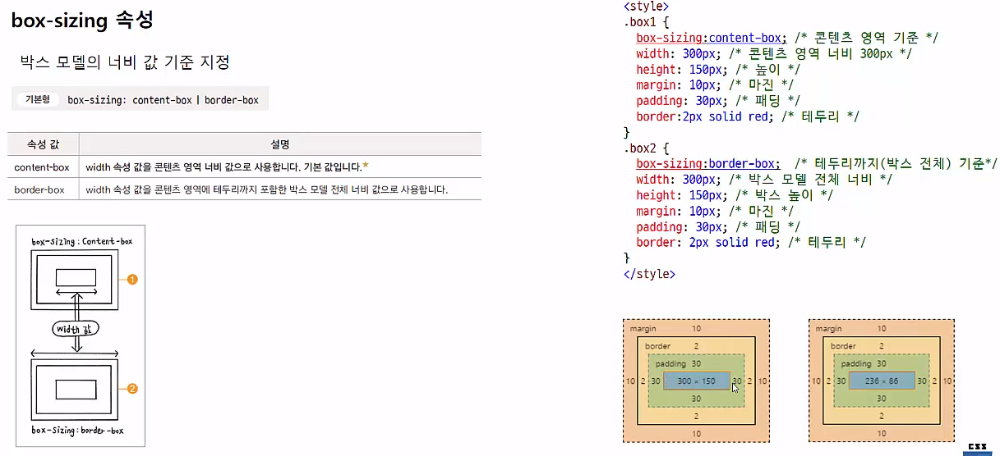 box-sizing 속성
박스 모델의 너비 값 기준 지정
기본형 box-sizing: content-box | border-box
속성 값 설명
content-box width 속성 값을 콘텐츠 영역 너비 값으로 사용합니다. 기본 값입니다.★
border-box width 속성 값을 콘텐츠 영역에 테두리까지 포함한 박스 모델 전체 너비 값으로 사용합니다.
box-sizing : Content-box
1
width 값
2
box-sizing : border-box
<style>
.box1 {
box-sizing:content-box; /* 콘텐츠 영역 기준 */
width: 300px; /* 콘텐츠 영역 너비 300px */
height: 150px; /* 높이 */
margin: 10px; /* 마진 */
padding: 30px; /* 패딩 */
border:2px solid red; /* 테두리 */
}
.box2 {
box-sizing:border-box; /* 테두리까지(박스 전체) 기준*/
width: 300px; /* 박스 모델 전체 너비 */
height: 150px; /* 박스 높이 */
margin: 10px; /* 마진 */
padding: 30px; /* 패딩 */
border: 2px solid red; /* 테두리 */
}
</style>
margin 10
border 2
padding 30
10 2 30 300 × 150 30 2 10
30
2
10
margin 10
border 2
padding 30
10 2 30 236 × 86 30 2 10
30
2
10
CSS